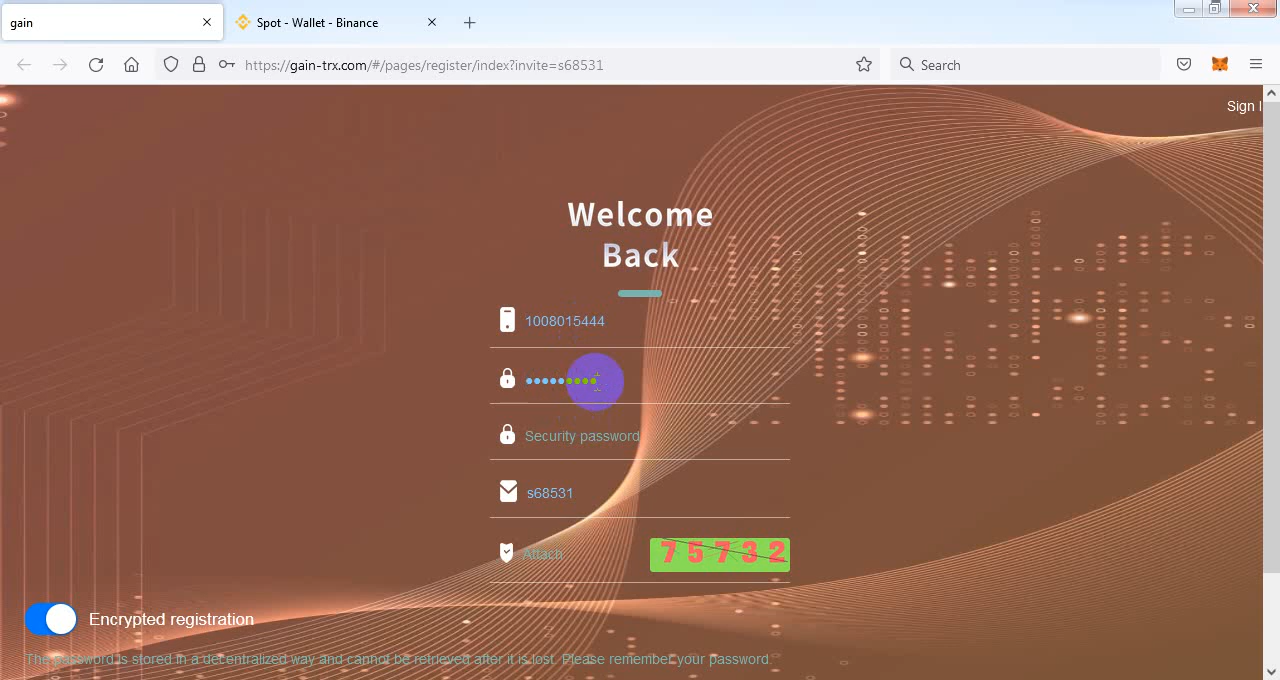 gain
Spot - Wallet - Binance
https://gain-trx.com/#/pages/register/index?invite=s68531
Search
Sign I
Welcome
Back
1008015444
Security password
s68531
Attach
75732
Encrypted registration
The password is stored in a decentralized way and cannot be retrieved after it is lost. Please remember your password.